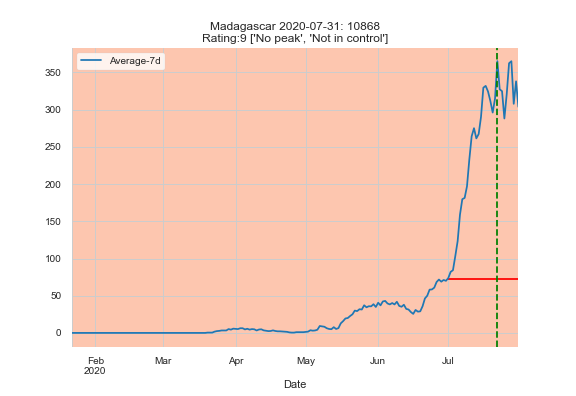 Madagascar 2020-07-31: 10868
Rating:9 ['No peak', 'Not in control']
Average-7d
350
300
250
200
150
100
50
0
Feb Mar Apr May Jun Jul
2020
Date